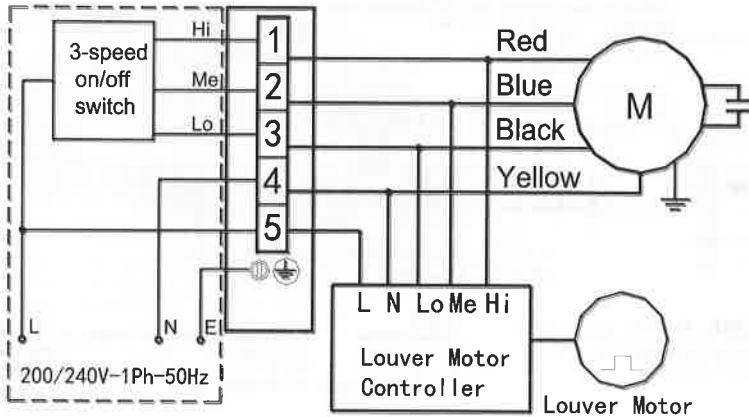 3-speed
on/off
switch
Hi
Me
Lo
1
2
3
4
5
Red
Blue
Black
Yellow
M
L
N
E
200/240V-1Ph-50Hz
L N Lo Me Hi
Louver Motor
Controller
Louver Motor